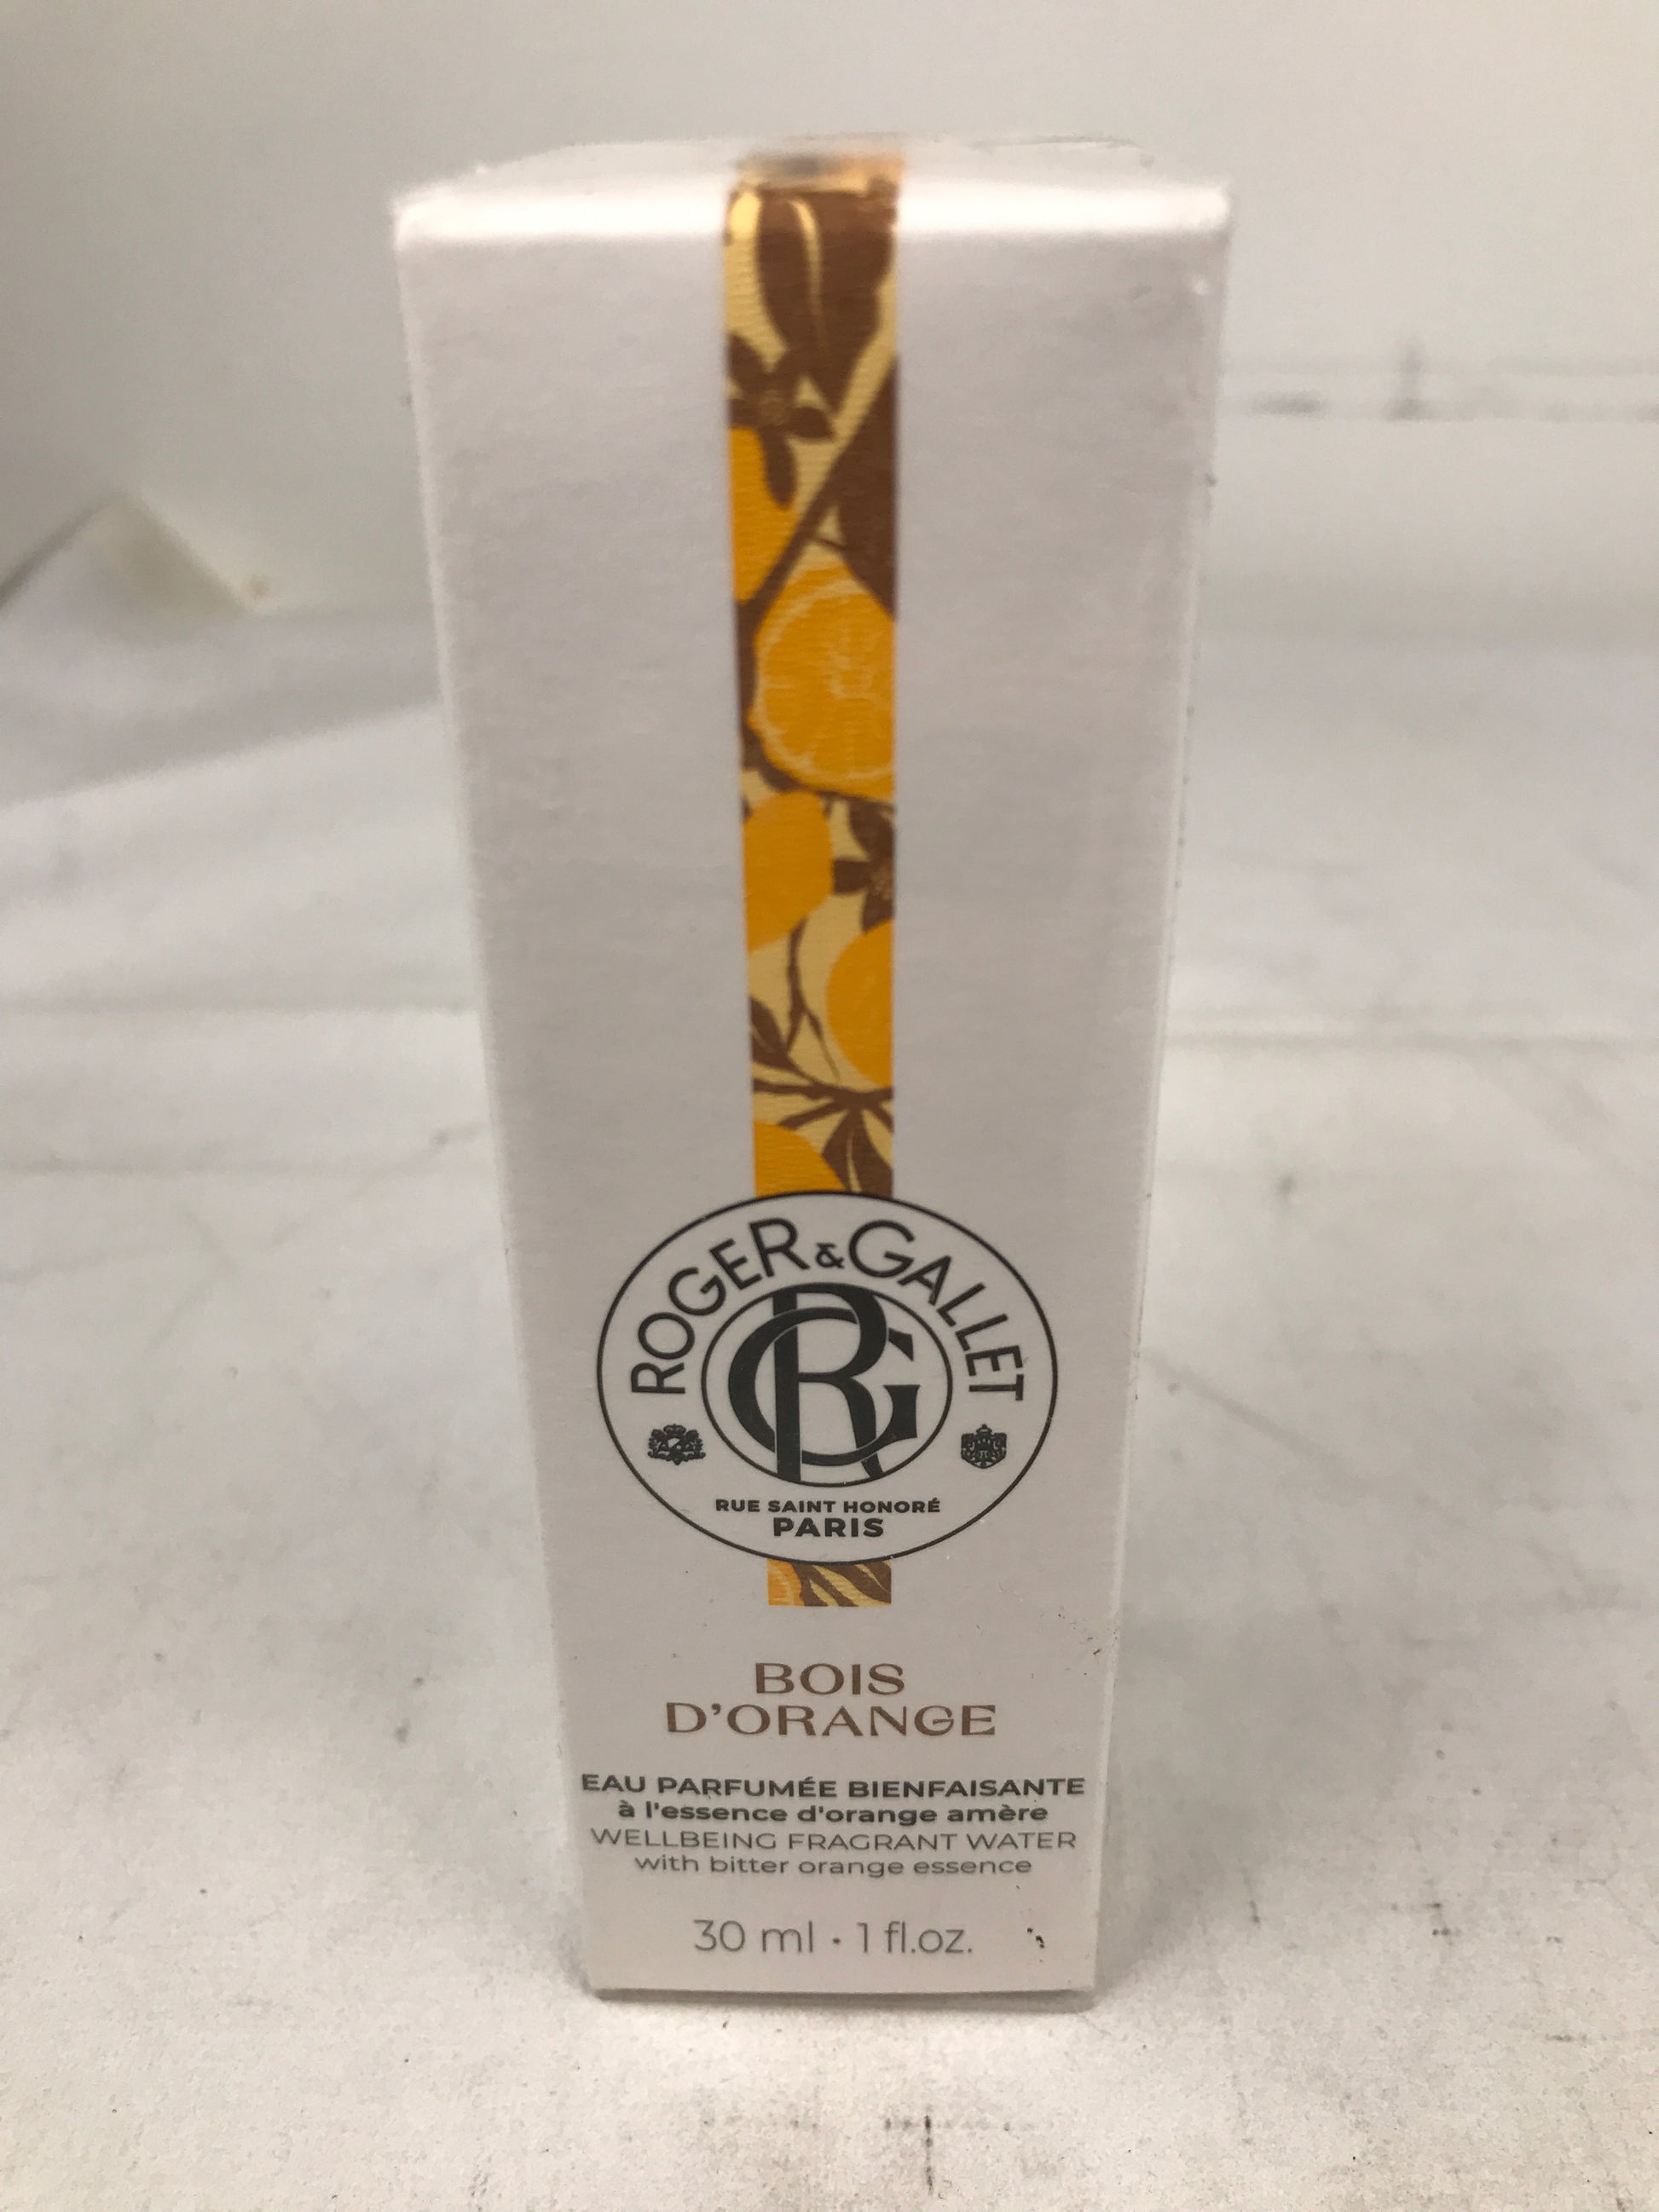 ROGER & GALLET
RG
RUE SAINT HONORÉ
PARIS
BOIS
D'ORANGE
EAU PARFUMÉE BIENFAISANTE
à l'essence d'orange amère
WELLBEING FRAGRANT WATER
with bitter orange essence
30 ml · 1 fl.oz.